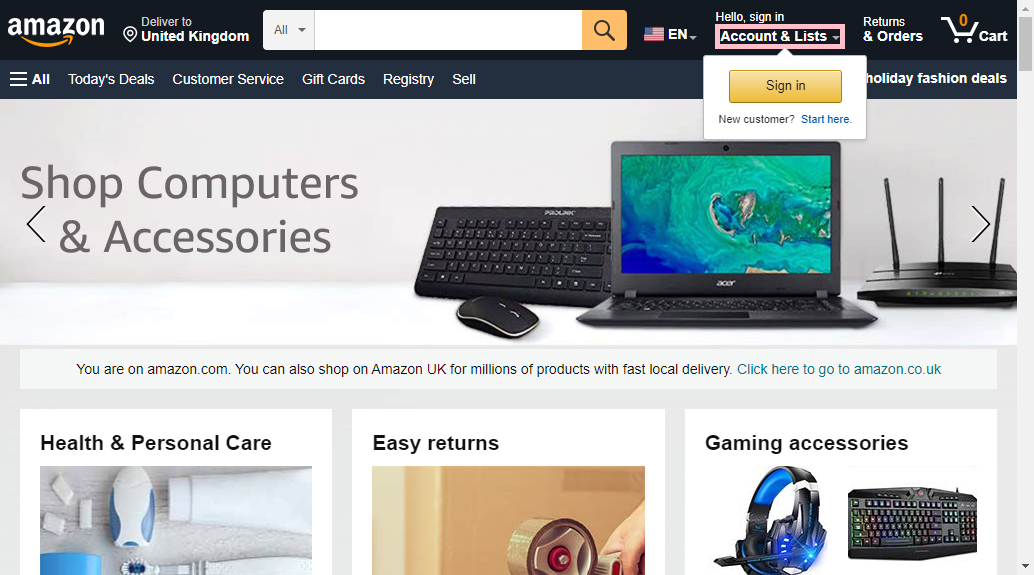 amazon
Deliver to
United Kingdom
All
EN
Hello, sign in
Account & Lists
Returns
& Orders
0
Cart
All
Today's Deals
Customer Service
Gift Cards
Registry
Sell
holiday fashion deals
Sign in
New customer? Start here.
Shop Computers
& Accessories
PROLiNK
acer
You are on amazon.com. You can also shop on Amazon UK for millions of products with fast local delivery. Click here to go to amazon.co.uk
Health & Personal Care
Easy returns
Gaming accessories